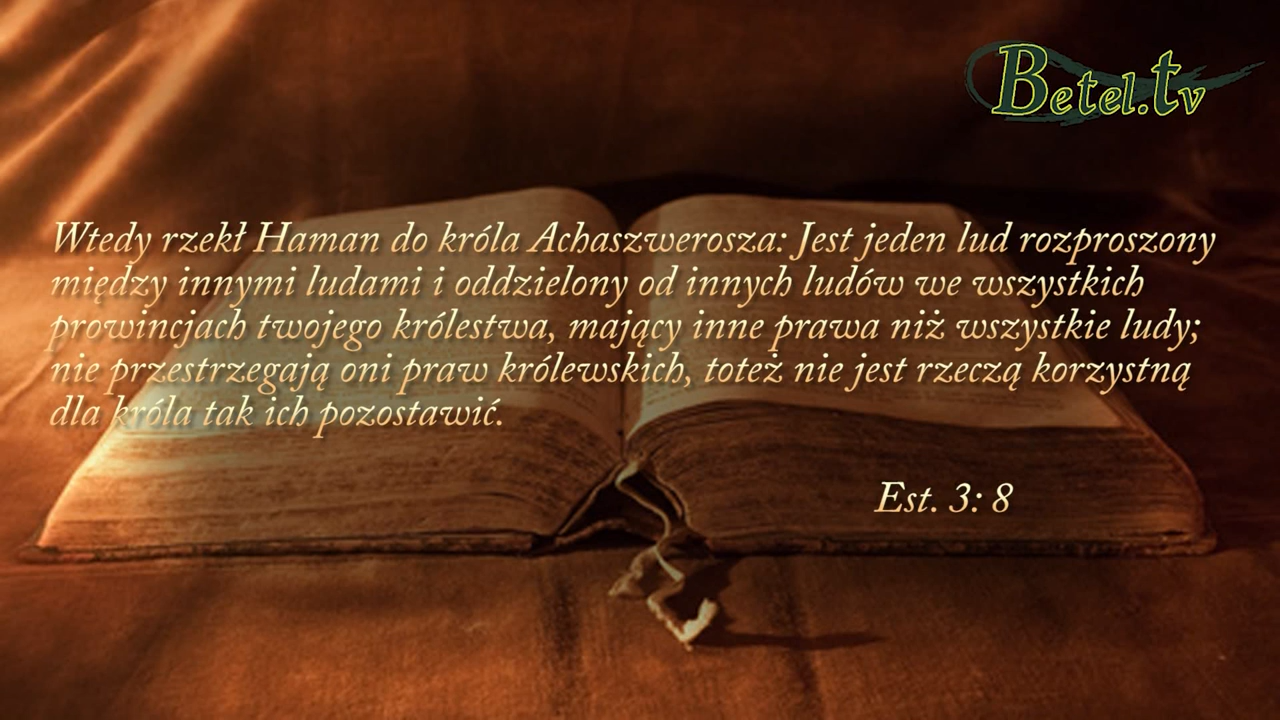 Betel.tv
Wtedy rzekł Haman do króla Achaszwerosza: Jest jeden lud rozproszony
między innymi ludami i oddzielony od innych ludów we wszystkich
prowincjach twojego królestwa, mający inne prawa niż wszystkie ludy;
nie przestrzegają oni praw królewskich, toteż nie jest rzeczą korzystną
dla króla tak ich pozostawić.
Est. 3: 8